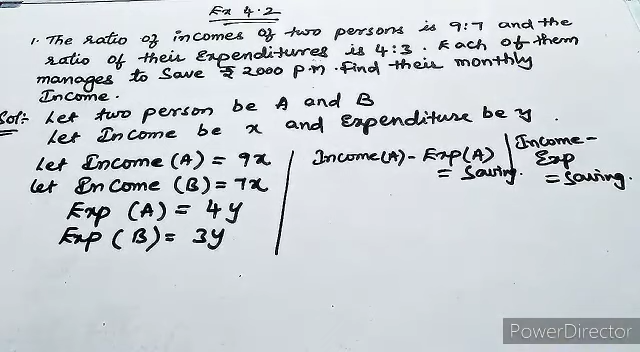 Ex 4.2
1. The ratio of incomes of two persons is 9:7 and the
ratio of their Expenditures is 4:3. Each of them
manages to save ₹ 2000 p.m. Find their monthly
Income.
Sol:- Let two person be A and B
Let Income be x and Expenditure be y.
Let Income (A) = 9x
Let Income (B) = 7x
Exp (A) = 4y
Exp (B) = 3y
Income(A) - Exp(A)
= Saving.
Income -
Exp
= Saving.
PowerDirector